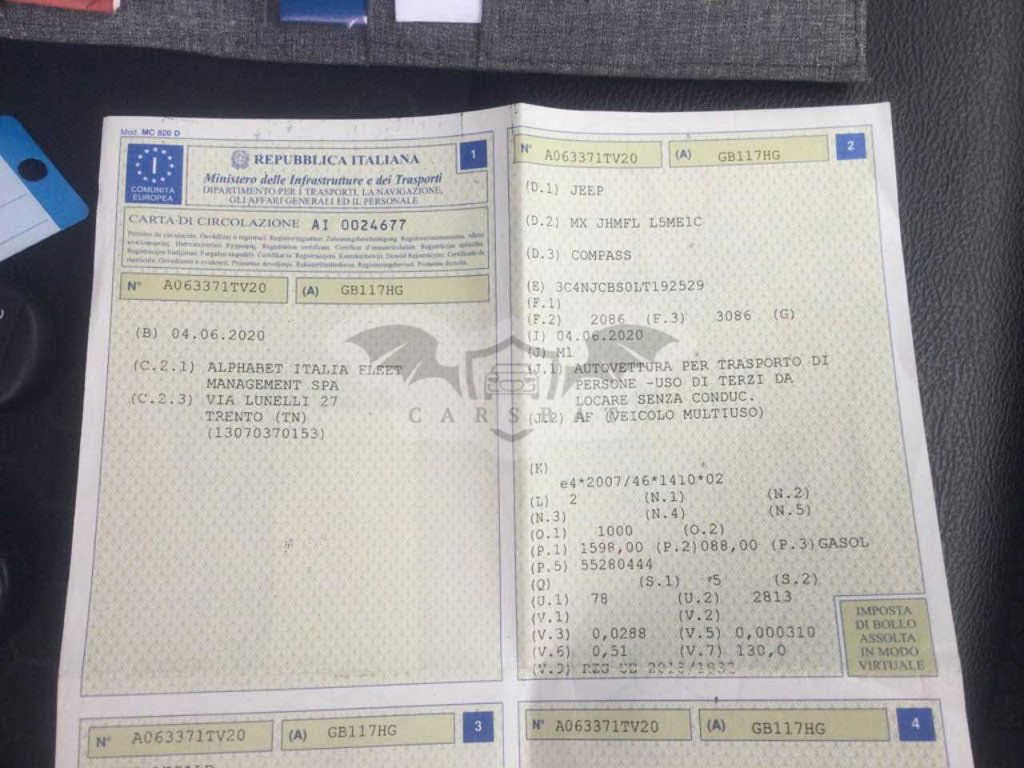 Mod. MC 820 D
I
COMUNITÀ
EUROPEA
REPUBBLICA ITALIANA
Ministero delle Infrastrutture e dei Trasporti
DIPARTIMENTO PER I TRASPORTI, LA NAVIGAZIONE,
GLI AFFARI GENERALI ED IL PERSONALE
1
CARTA DI CIRCOLAZIONE AI 0024677
N° A063371TV20 (A) GB117HG
(B) 04.06.2020
(C.2.1) ALPHABET ITALIA FLEET
MANAGEMENT SPA
(C.2.3) VIA LUNELLI 27
TRENTO (TN)
(13070370153)
N° A063371TV20 (A) GB117HG 2
(D.1) JEEP
(D.2) MX JHMFL L5ME1C
(D.3) COMPASS
(E) 3C4NJCBS0LT192529
(F.1)
(F.2) 2086 (F.3) 3086 (G)
(I) 04.06.2020
(J) M1
(J.1) AUTOVETTURA PER TRASPORTO DI
PERSONE -USO DI TERZI DA
LOCARE SENZA CONDUC.
(J.2) AF (VEICOLO MULTIUSO)
(K)
e4*2007/46*1410*02
(L) 2 (N.1) (N.2)
(N.3) (N.4) (N.5)
(O.1) 1000 (O.2)
(P.1) 1598,00 (P.2)088,00 (P.3)GASOL
(P.5) 55280444
(Q) (S.1) 5 (S.2)
(U.1) 78 (U.2) 2813
(V.1) (V.2)
(V.3) 0,0288 (V.5) 0,000310
(V.6) 0,51 (V.7) 130,0
(V.9) REG UE 2018/1832
IMPOSTA
DI BOLLO
ASSOLTA
IN MODO
VIRTUALE
N° A063371TV20 (A) GB117HG 3
N° A063371TV20 (A) GB117HG 4